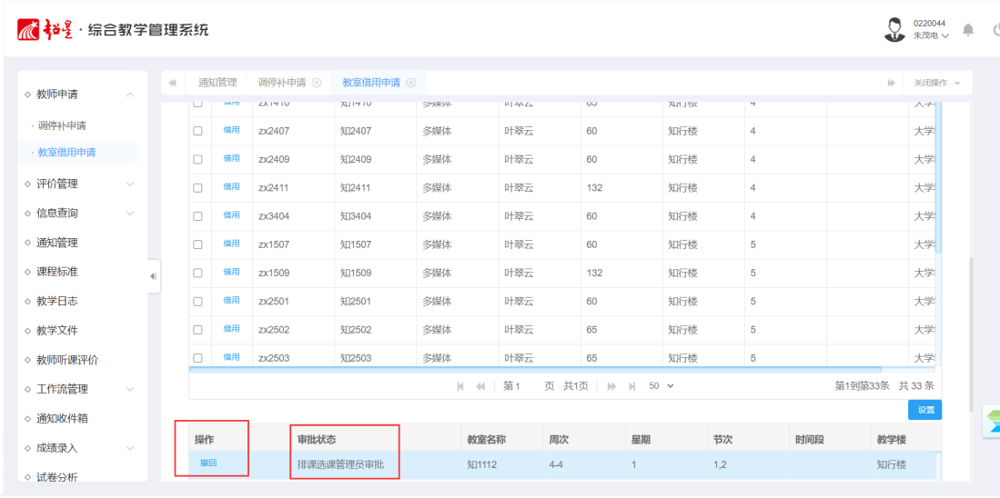 超星 · 综合教学管理系统
0220044
朱茂电
教师申请
· 调停补申请
· 教室借用申请
评价管理
信息查询
通知管理
课程标准
教学日志
教学文件
教师听课评价
工作流管理
通知收件箱
成绩录入
试卷分析
通知管理 调停补申请 教室借用申请 关闭操作
借用 zx1410 知1410 多媒体 叶翠云 65 知行楼 4 大学
借用 zx2407 知2407 多媒体 叶翠云 60 知行楼 4 大学
借用 zx2409 知2409 多媒体 叶翠云 60 知行楼 4 大学
借用 zx2411 知2411 多媒体 叶翠云 132 知行楼 4 大学
借用 zx3404 知3404 多媒体 叶翠云 60 知行楼 4 大学
借用 zx1507 知1507 多媒体 叶翠云 60 知行楼 5 大学
借用 zx1509 知1509 多媒体 叶翠云 132 知行楼 5 大学
借用 zx2501 知2501 多媒体 叶翠云 60 知行楼 5 大学
借用 zx2502 知2502 多媒体 叶翠云 65 知行楼 5 大学
借用 zx2503 知2503 多媒体 叶翠云 65 知行楼 5 大学
第 1 页 共1页 50 第1到第33条 共 33 条
设置
操作 审批状态 教室名称 周次 星期 节次 时间段 教学楼
撤回 排课选课管理员审批 知1112 4-4 1 1,2 知行楼